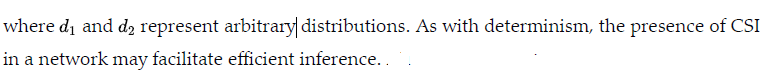 where d₁ and d₂ represent arbitrary distributions. As with determinism, the presence of CSI
in a network may facilitate efficient inference. .